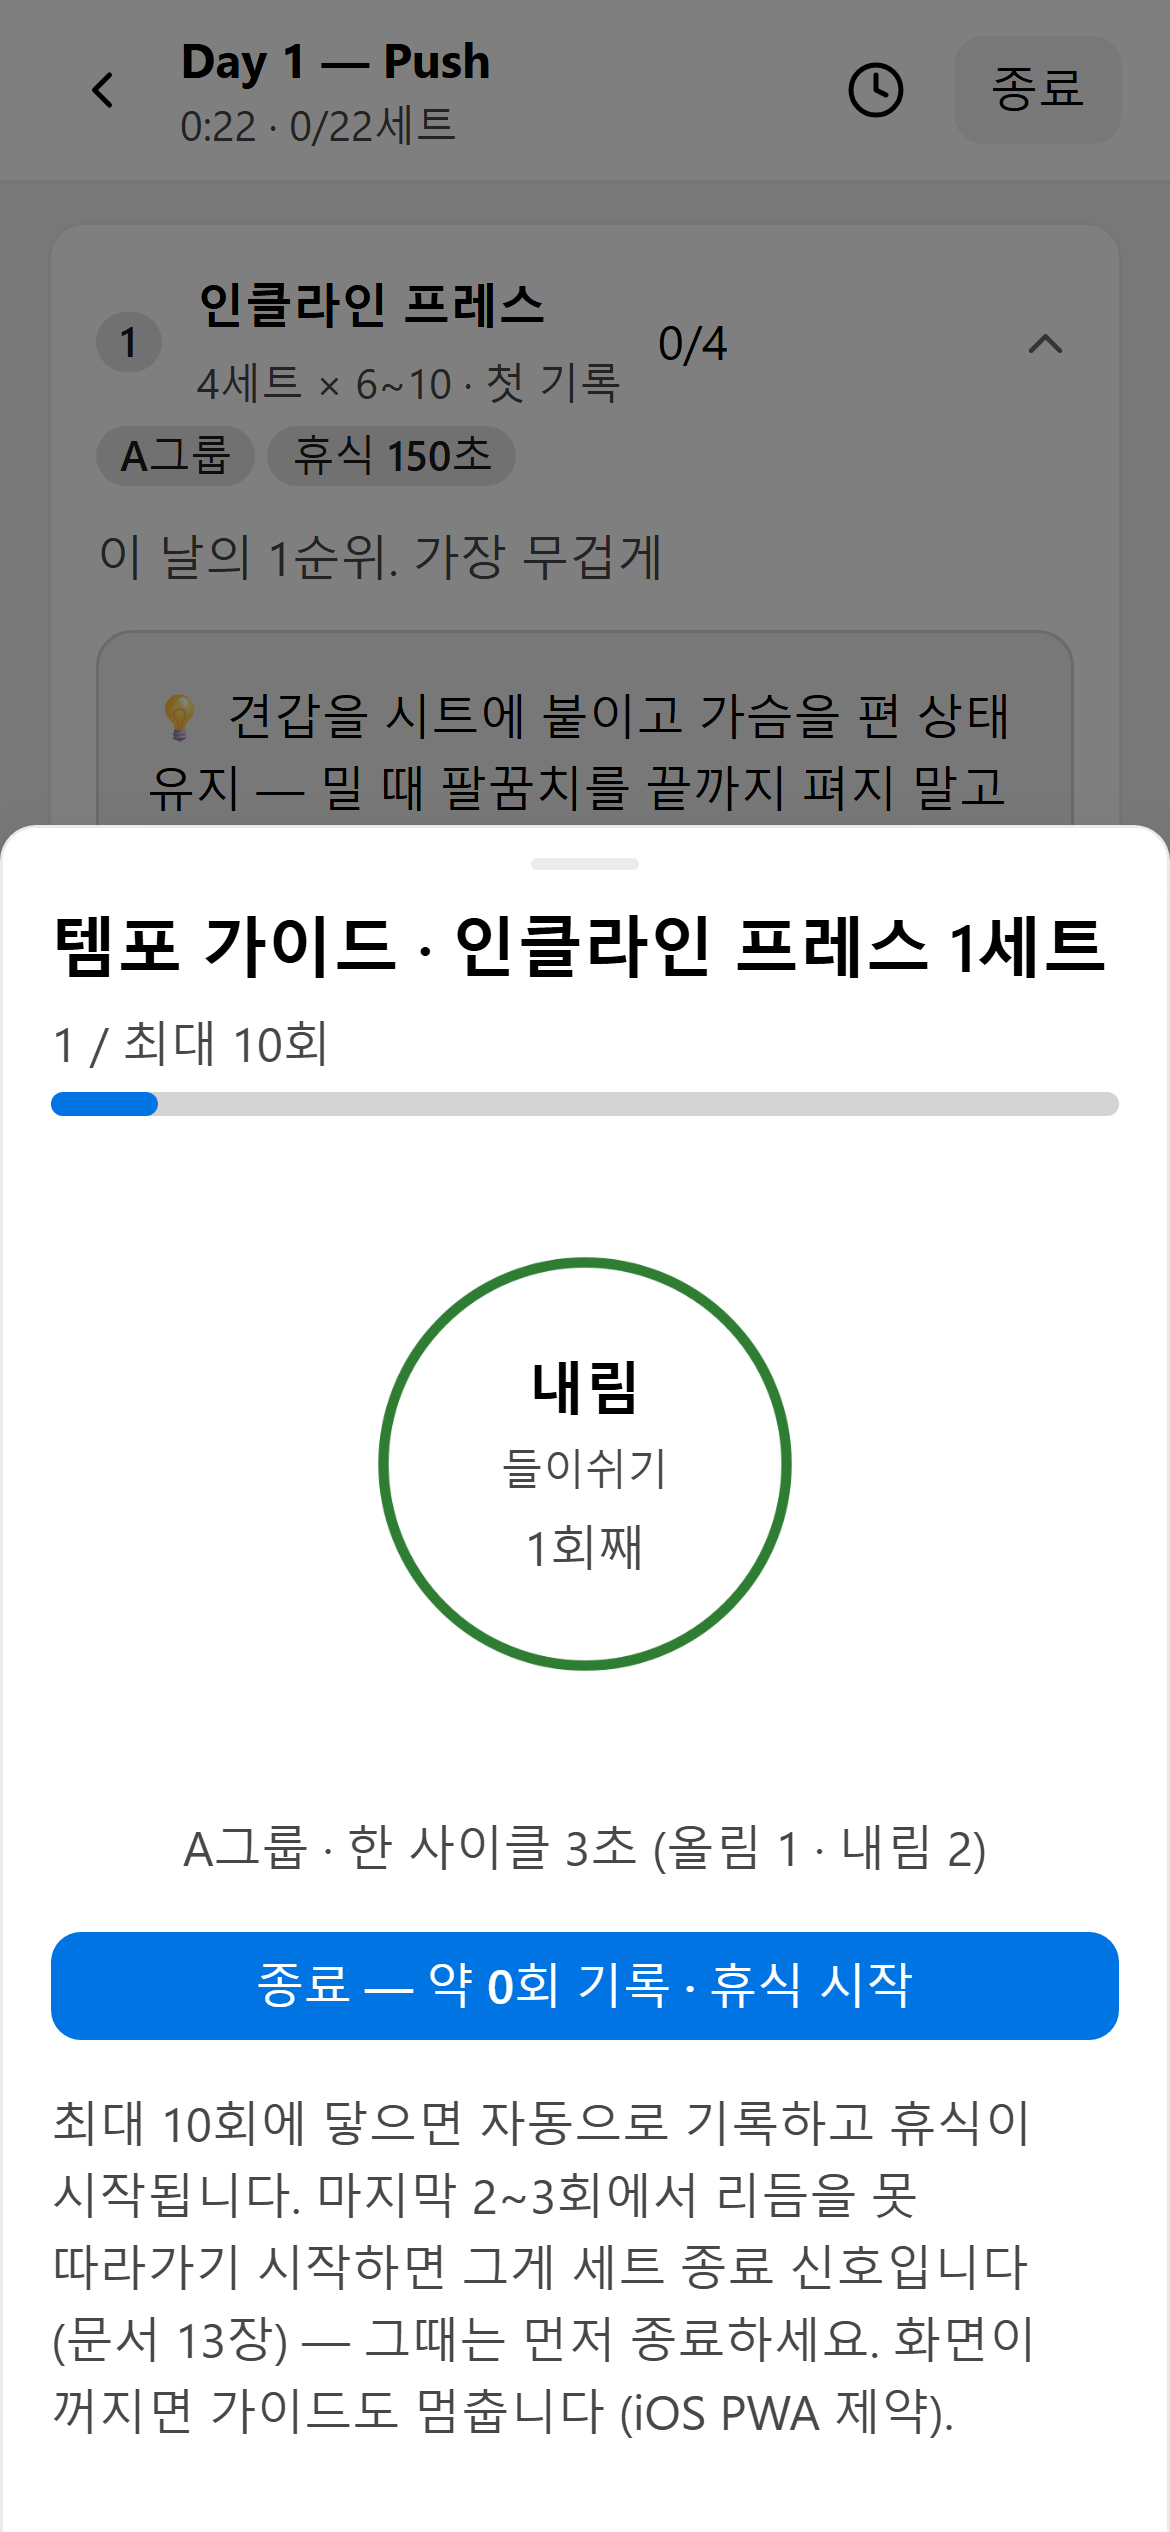 Day 1 — Push
0:22 · 0/22세트
종료
1
인클라인 프레스
4세트 × 6~10 · 첫 기록
0/4
A그룹
휴식 150초
이 날의 1순위. 가장 무겁게
💡 견갑을 시트에 붙이고 가슴을 편 상태
유지 — 밀 때 팔꿈치를 끝까지 펴지 말고
템포 가이드 · 인클라인 프레스 1세트
1 / 최대 10회
내림
들이쉬기
1회째
A그룹 · 한 사이클 3초 (올림 1 · 내림 2)
종료 — 약 0회 기록 · 휴식 시작
최대 10회에 닿으면 자동으로 기록하고 휴식이
시작됩니다. 마지막 2~3회에서 리듬을 못
따라가기 시작하면 그게 세트 종료 신호입니다
(문서 13장) — 그때는 먼저 종료하세요. 화면이
꺼지면 가이드도 멈춥니다 (iOS PWA 제약).